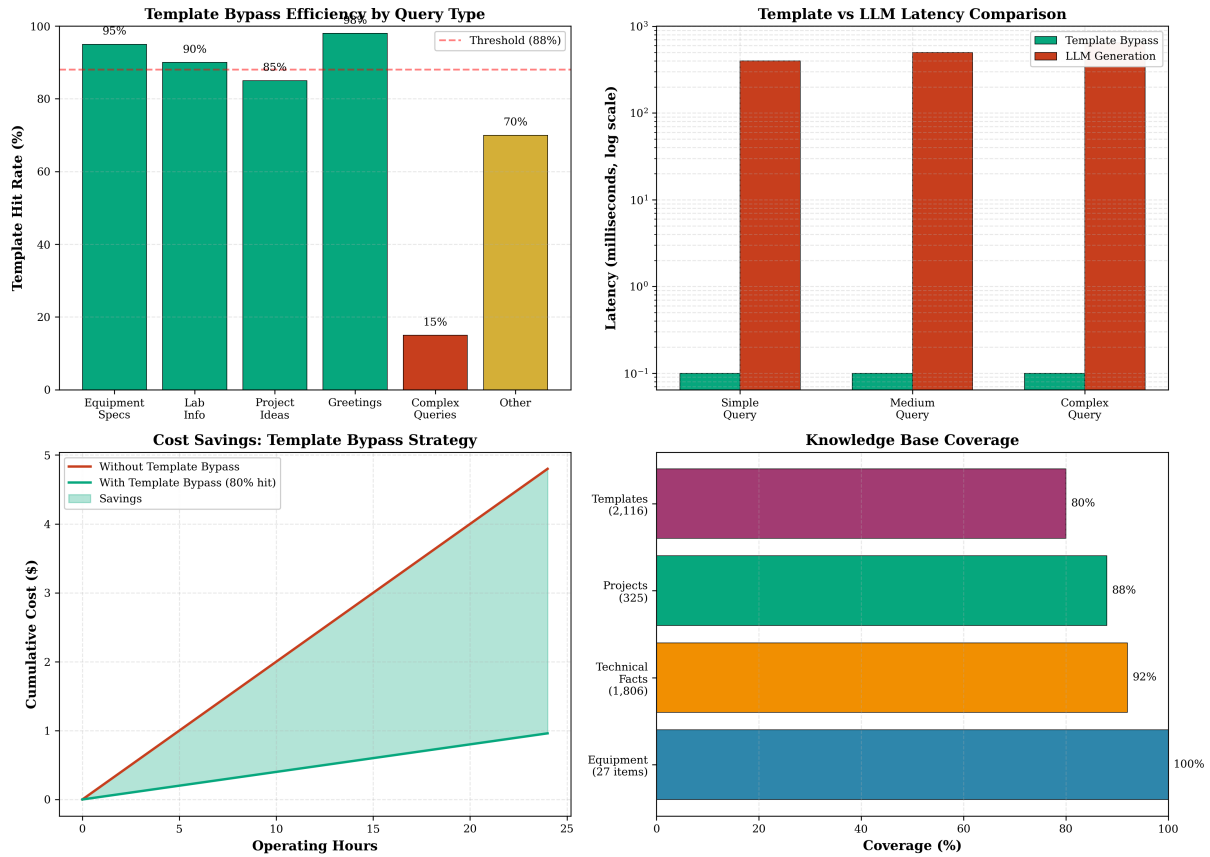 Template Bypass Efficiency by Query Type
Template Hit Rate (%)
100
80
60
40
20
0
95%
90%
85%
98%
15%
70%
Threshold (88%)
Equipment
Specs
Lab
Info
Project
Ideas
Greetings
Complex
Queries
Other
Template vs LLM Latency Comparison
Latency (milliseconds, log scale)
10³
10²
10¹
10⁰
10⁻¹
Template Bypass
LLM Generation
Simple
Query
Medium
Query
Complex
Query
Cost Savings: Template Bypass Strategy
Cumulative Cost ($)
5
4
3
2
1
0
Without Template Bypass
With Template Bypass (80% hit)
Savings
0
5
10
15
20
25
Operating Hours
Knowledge Base Coverage
Templates
(2,116)
80%
Projects
(325)
88%
Technical
Facts
(1,806)
92%
Equipment
(27 items)
100%
0
20
40
60
80
100
Coverage (%)